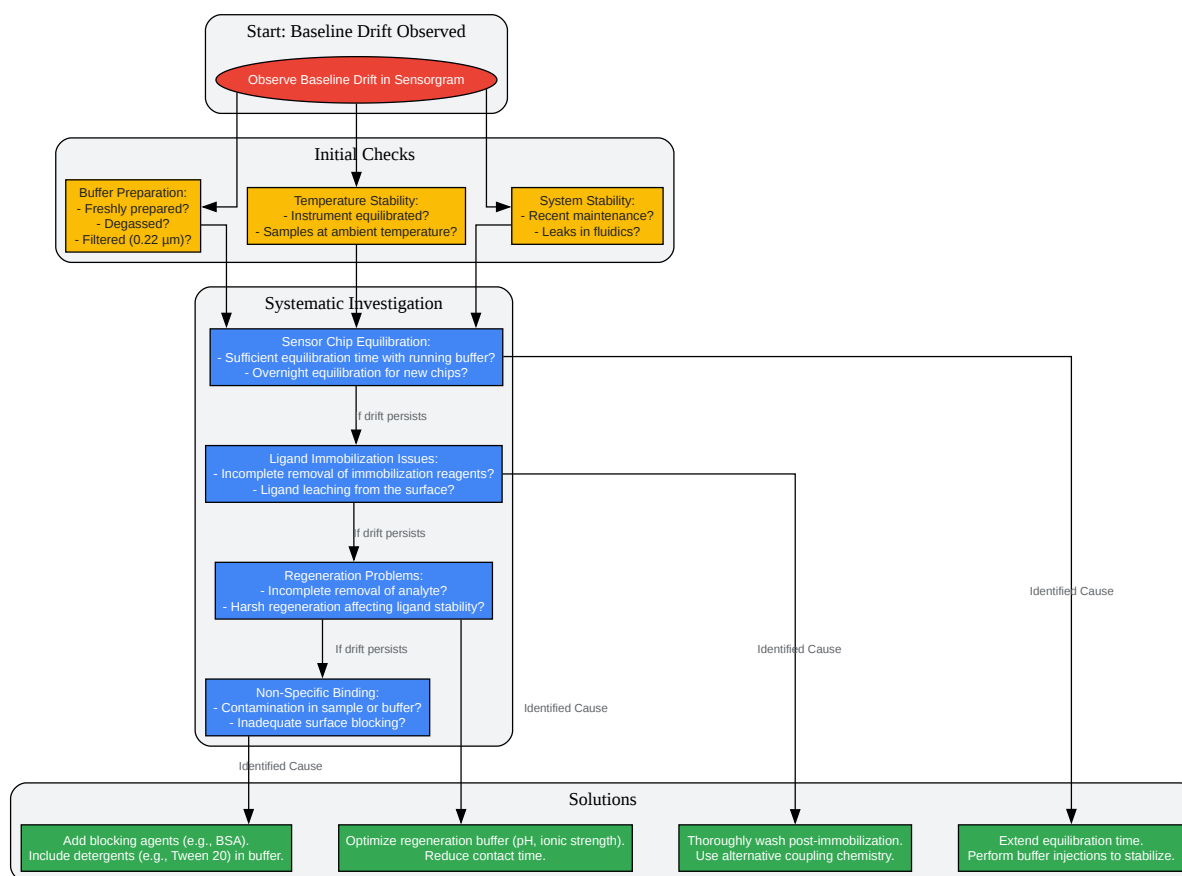 Start: Baseline Drift Observed
Observe Baseline Drift in Sensorgram
Initial Checks
Buffer Preparation:
- Freshly prepared?
- Degassed?
- Filtered (0.22 µm)?
Temperature Stability:
- Instrument equilibrated?
- Samples at ambient temperature?
System Stability:
- Recent maintenance?
- Leaks in fluidics?
Systematic Investigation
Sensor Chip Equilibration:
- Sufficient equilibration time with running buffer?
- Overnight equilibration for new chips?
If drift persists
Ligand Immobilization Issues:
- Incomplete removal of immobilization reagents?
- Ligand leaching from the surface?
If drift persists
Regeneration Problems:
- Incomplete removal of analyte?
- Harsh regeneration affecting ligand stability?
If drift persists
Non-Specific Binding:
- Contamination in sample or buffer?
- Inadequate surface blocking?
Identified Cause
Identified Cause
Identified Cause
Identified Cause
Solutions
Add blocking agents (e.g., BSA).
Include detergents (e.g., Tween 20) in buffer.
Optimize regeneration buffer (pH, ionic strength).
Reduce contact time.
Thoroughly wash post-immobilization.
Use alternative coupling chemistry.
Extend equilibration time.
Perform buffer injections to stabilize.